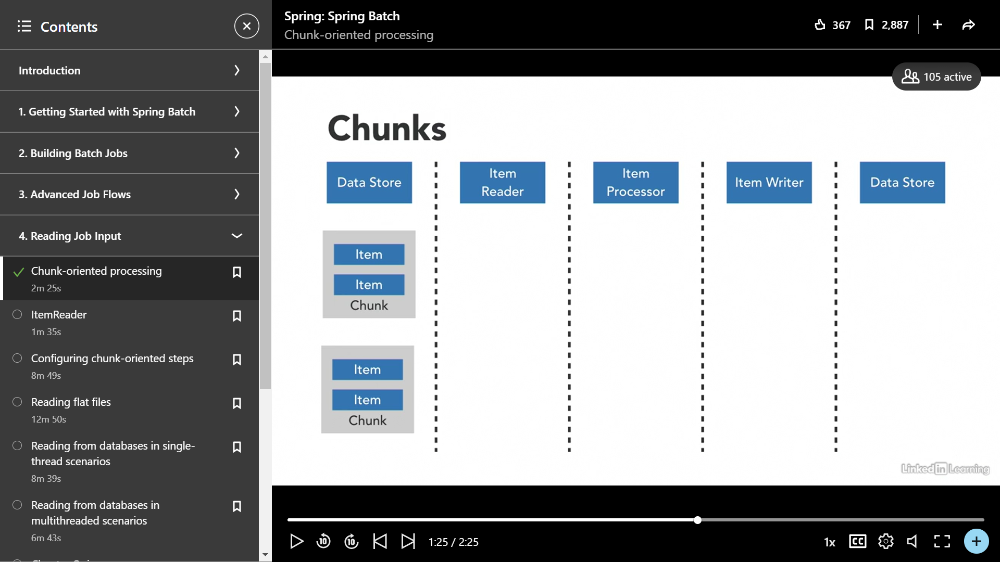 Contents
Introduction
1. Getting Started with Spring Batch
2. Building Batch Jobs
3. Advanced Job Flows
4. Reading Job Input
Chunk-oriented processing
2m 25s
ItemReader
1m 35s
Configuring chunk-oriented steps
8m 49s
Reading flat files
12m 50s
Reading from databases in single-
thread scenarios
8m 39s
Reading from databases in
multithreaded scenarios
6m 43s
Spring: Spring Batch
Chunk-oriented processing
367
2,887
105 active
Chunks
Data Store
Item
Reader
Item
Processor
Item Writer
Data Store
Item
Item
Chunk
Item
Item
Chunk
Linked in Learning
10
10
1:25 / 2:25
1x
CC